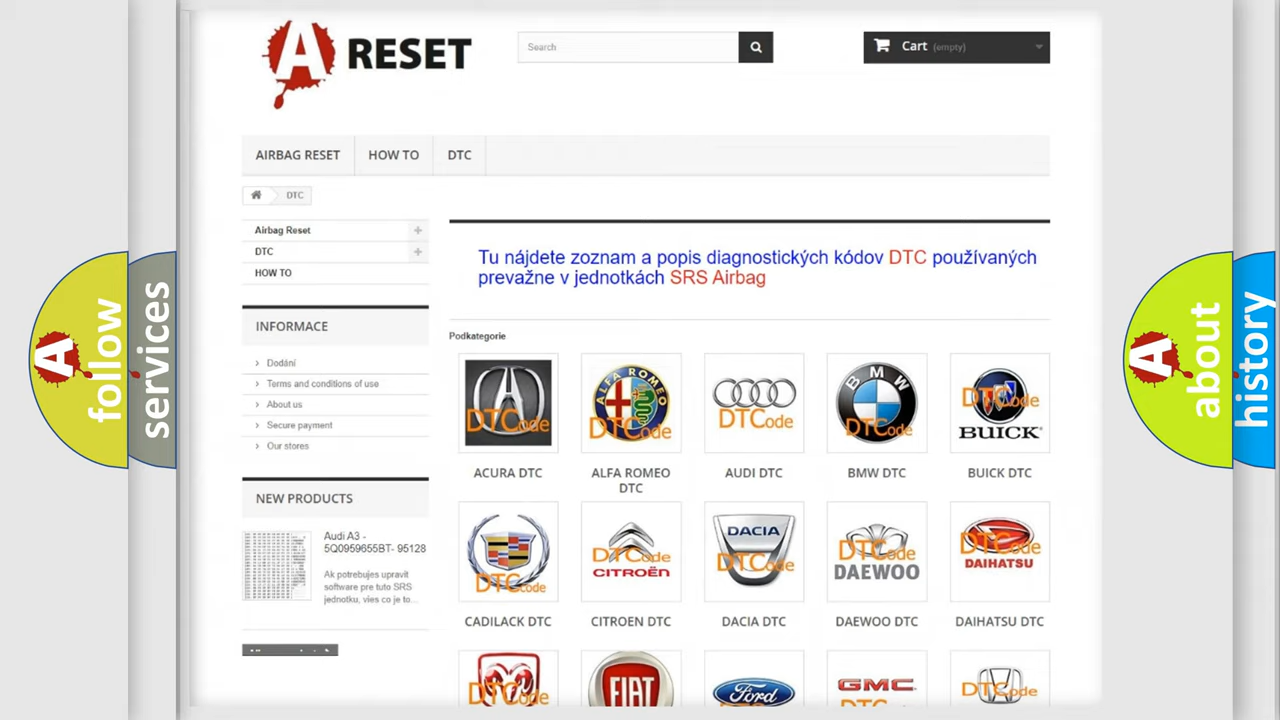 A RESET
Search
Cart (empty)
AIRBAG RESET
HOW TO
DTC
DTC
Airbag Reset
DTC
HOW TO
Tu nájdete zoznam a popis diagnostických kódov DTC používaných
prevažne v jednotkách SRS Airbag
INFORMACE
Dodání
Terms and conditions of use
About us
Secure payment
Our stores
NEW PRODUCTS
Audi A3 -
5Q0959655BT- 95128
Ak potrebujes upravit
software pre tuto SRS
jednotku, vies co je to...
Podkategorie
DTCode
ALFA ROMEO
DTCode
DTCode
BMW
DTCode
DTCode
BUICK
ACURA DTC
ALFA ROMEO
DTC
AUDI DTC
BMW DTC
BUICK DTC
DTCode
DTCode
CITROËN
DACIA
DTCode
DTCode
DAEWOO
DTCode
DAIHATSU
CADILACK DTC
CITROEN DTC
DACIA DTC
DAEWOO DTC
DAIHATSU DTC
DTCode
FIAT
Ford
GMC
DTCode
A follow
services
A about
history